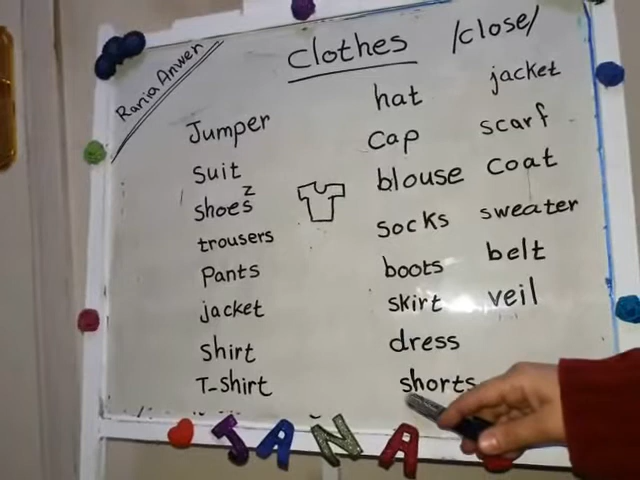 Rania Anwer
Clothes /close/
Jumper
suit
shoes
z
trousers
pants
jacket
shirt
T-shirt
hat
cap
blouse
socks
boots
skirt
dress
shorts
jacket
scarf
coat
sweater
belt
veil
JANA